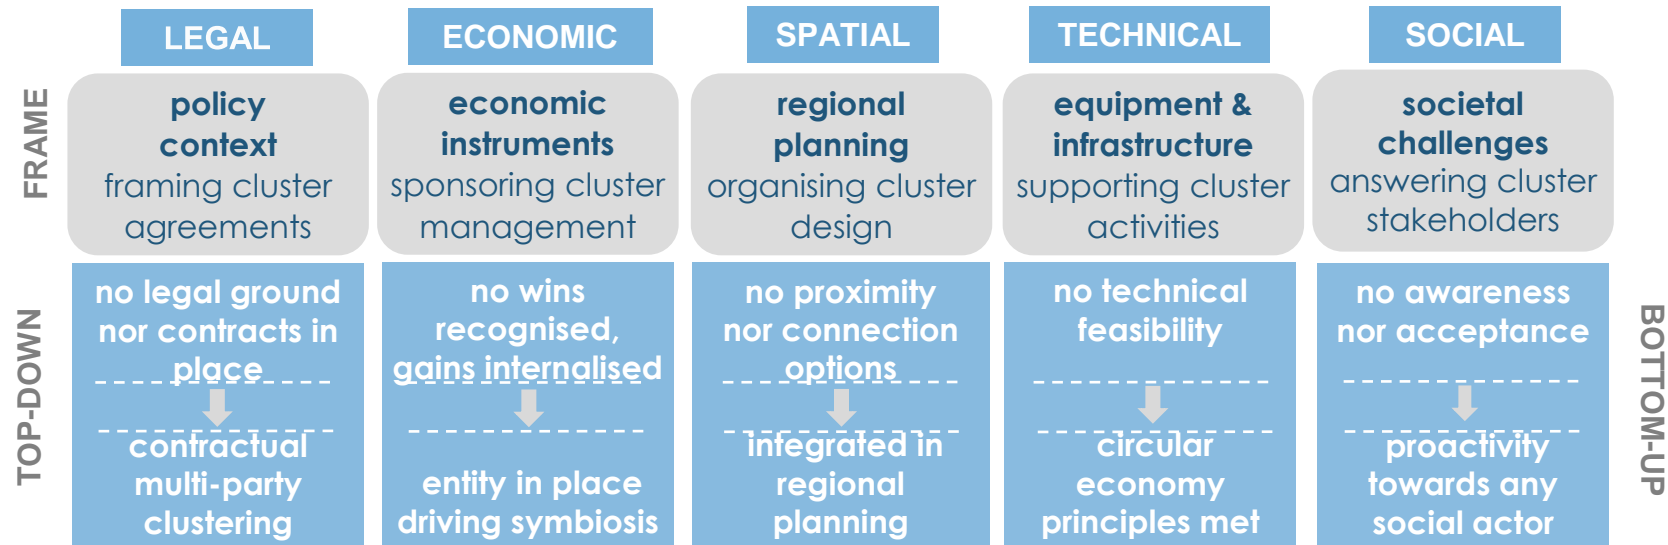 LEGAL
ECONOMIC
SPATIAL
TECHNICAL
SOCIAL
FRAME
policy
context
framing cluster
agreements
economic
instruments
sponsoring cluster
management
regional
planning
organising cluster
design
equipment &
infrastructure
supporting cluster
activities
societal
challenges
answering cluster
stakeholders
TOP-DOWN
no legal ground
nor contracts in
place
contractual
multi-party
clustering
no wins
recognised,
gains internalised
entity in place
driving symbiosis
no proximity
nor connection
options
integrated in
regional
planning
no technical
feasibility
circular
economy
principles met
no awareness
nor acceptance
proactivity
towards any
social actor
BOTTOM-UP